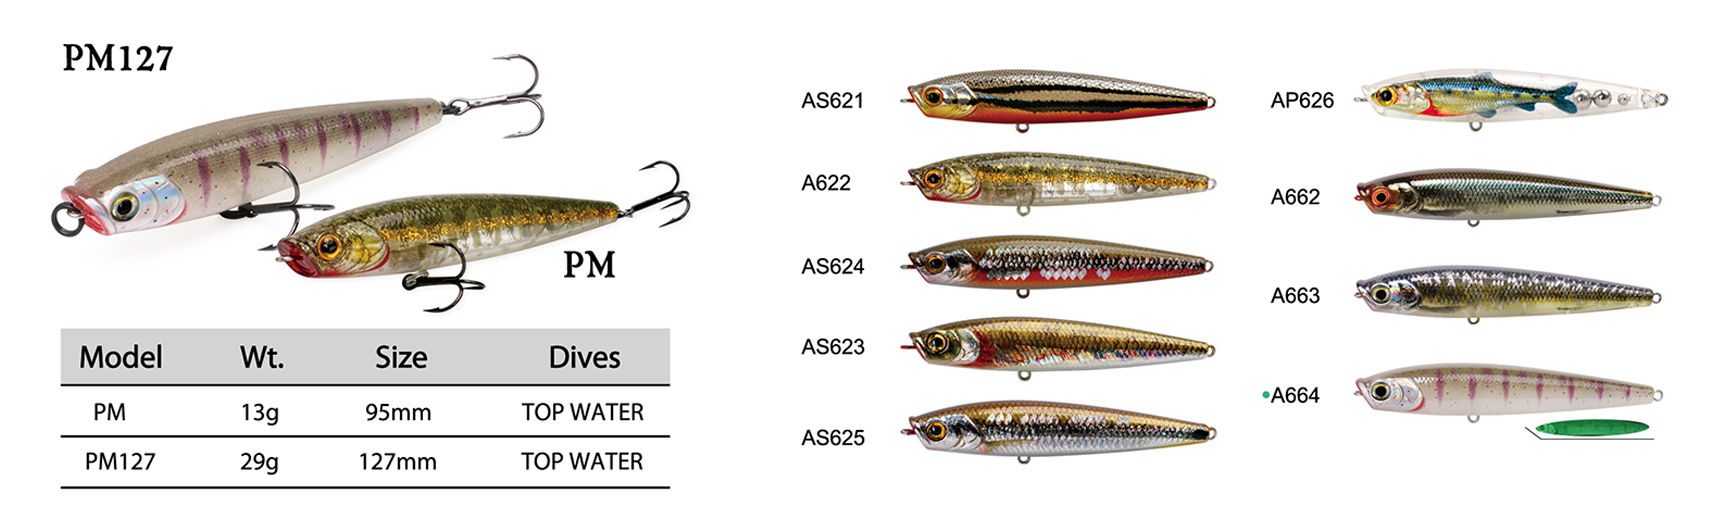 PM127
PM
Model Wt. Size Dives
PM 13g 95mm TOP WATER
PM127 29g 127mm TOP WATER
AS621
A622
AS624
AS623
AS625
AP626
A662
A663
A664